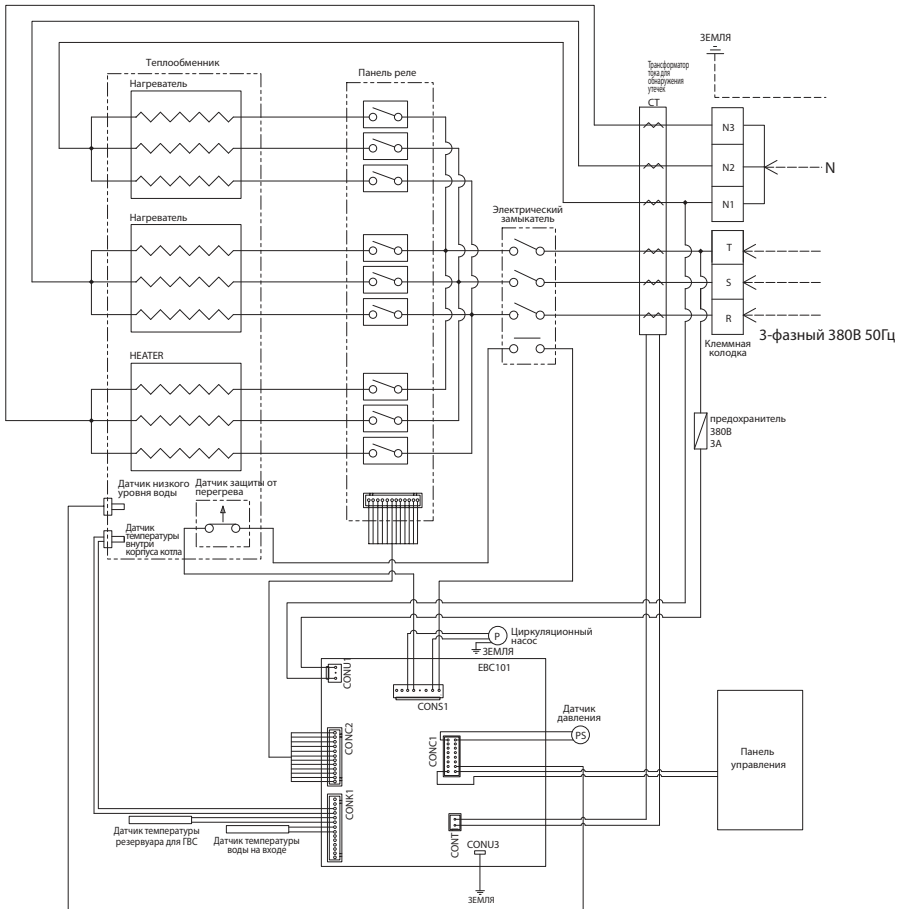 ЗЕМЛЯ
Теплообменник
Панель реле
Трансформатор
тока для
обнаружения
утечек
CT
Нагреватель
N3
N2
N
N1
Нагреватель
Электрический
замыкатель
T
S
R
3-фазный 380В 50Гц
Клеммная
колодка
HEATER
предохранитель
380В
3А
Датчик низкого
уровня воды
Датчик защиты от
перегрева
Датчик
температуры
внутри
корпуса котла
P
Циркуляционный
насос
ЗЕМЛЯ
EBC101
CONU1
CONS1
Датчик
давления
PS
CONC2
CONC1
Панель
управления
CONK1
Датчик температуры
резервуара для ГВС
Датчик температуры
воды на входе
CONT
CONU3
ЗЕМЛЯ